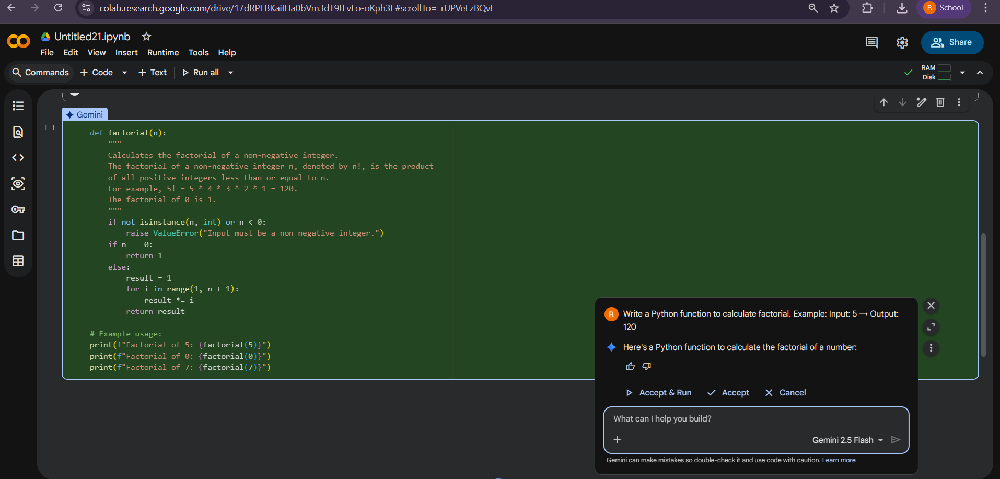 colab.research.google.com/drive/17dRPEBKaiIHa0bVm3dT9tFvLo-oKph3E#scrollTo=_rUPVeLzBQvL
R School
Untitled21.ipynb
File Edit View Insert Runtime Tools Help
Share
Commands + Code + Text Run all
RAM
Disk
Gemini
[ ]
def factorial(n):
    """
    Calculates the factorial of a non-negative integer.
    The factorial of a non-negative integer n, denoted by n!, is the product
    of all positive integers less than or equal to n.
    For example, 5! = 5 * 4 * 3 * 2 * 1 = 120.
    The factorial of 0 is 1.
    """
    if not isinstance(n, int) or n < 0:
        raise ValueError("Input must be a non-negative integer.")
    if n == 0:
        return 1
    else:
        result = 1
        for i in range(1, n + 1):
            result *= i
        return result

# Example usage:
print(f"Factorial of 5: {factorial(5)}")
print(f"Factorial of 0: {factorial(0)}")
print(f"Factorial of 7: {factorial(7)}")
R Write a Python function to calculate factorial. Example: Input: 5 → Output:
120
Here's a Python function to calculate the factorial of a number:
Accept & Run Accept Cancel
What can I help you build?
+ Gemini 2.5 Flash
Gemini can make mistakes so double-check it and use code with caution. Learn more